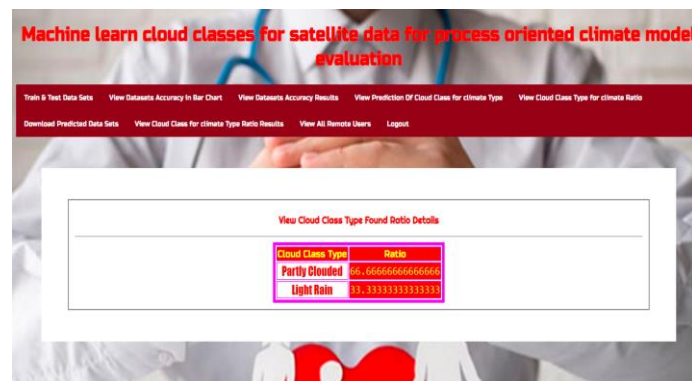 Machine learn cloud classes for satellite data for process oriented climate model
evaluation
Train & Test Data Sets View Datasets Accuracy in Bar Chart View Datasets Accuracy Results View Prediction Of Cloud Class for climate Type View Cloud Class Type for climate Ratio
Download Predicted Data Sets View Cloud Class for climate Type Ratio Results View All Remote Users Logout
View Cloud Class Type Found Ratio Details
Cloud Class Type Ratio
Partly Clouded 66.66666666666666
Light Rain 33.33333333333333